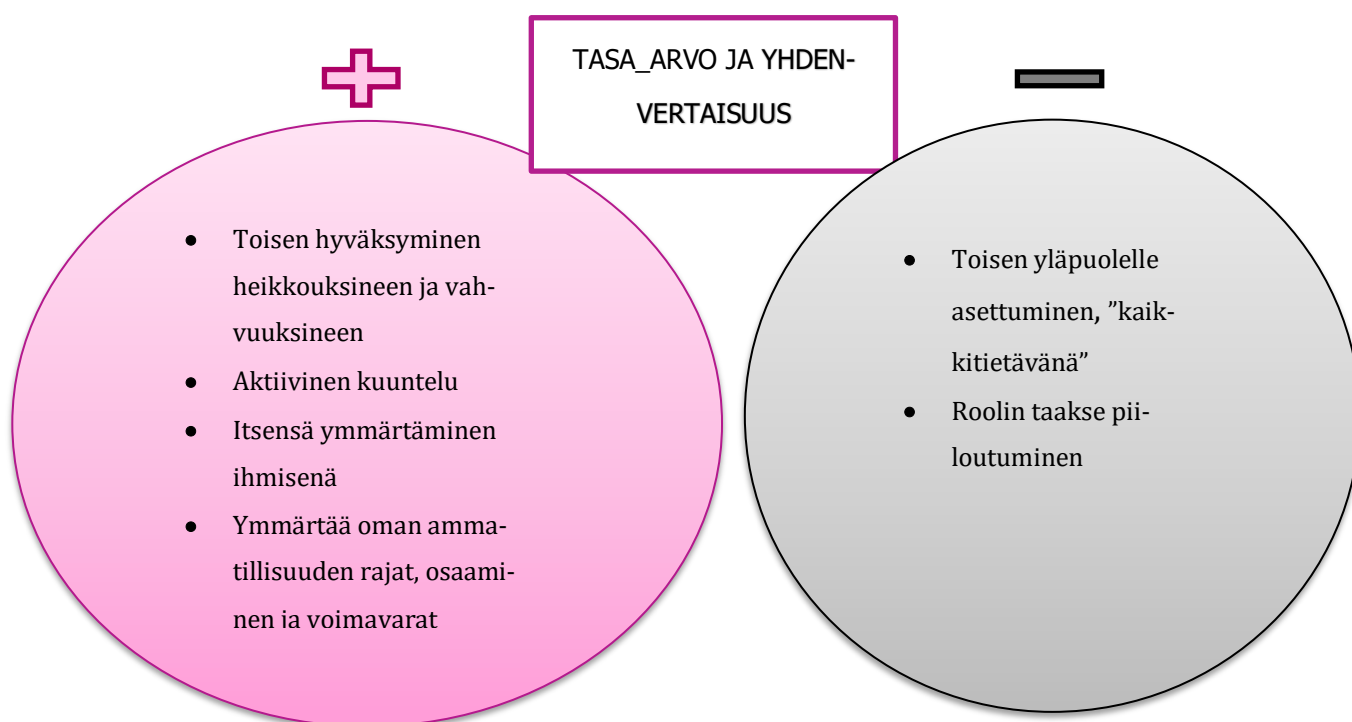 TASA_ARVO JA YHDEN-
VERTAISUUS
• Toisen hyväksyminen
heikkouksineen ja vah-
vuuksineen
• Aktiivinen kuuntelu
• Itsensä ymmärtäminen
ihmisenä
• Ymmärtää oman amma-
tillisuuden rajat, osaami-
nen ja voimavarat
• Toisen yläpuolelle
asettuminen, ”kaik-
kitietävänä”
• Roolin taakse pii-
loutuminen